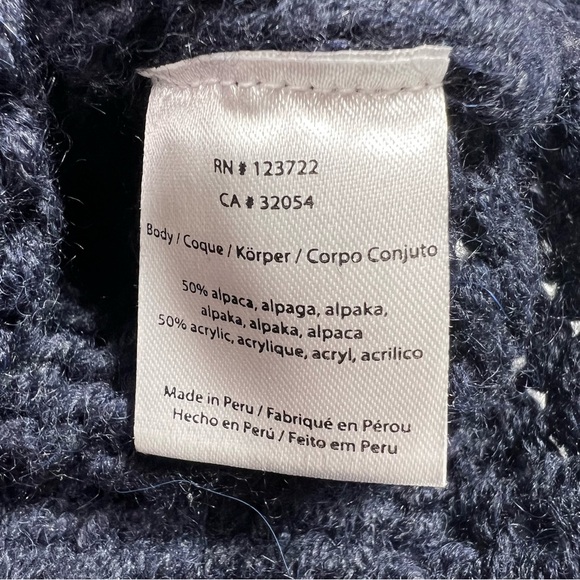 RN # 123722
CA # 32054
Body / Coque / Körper / Corpo Conjuto
50% alpaca, alpaga, alpaka,
alpaka, alpaka, alpaca
50% acrylic, acrylique, acryl, acrilico
Made in Peru / Fabriqué en Pérou
Hecho en Perú / Feito em Peru